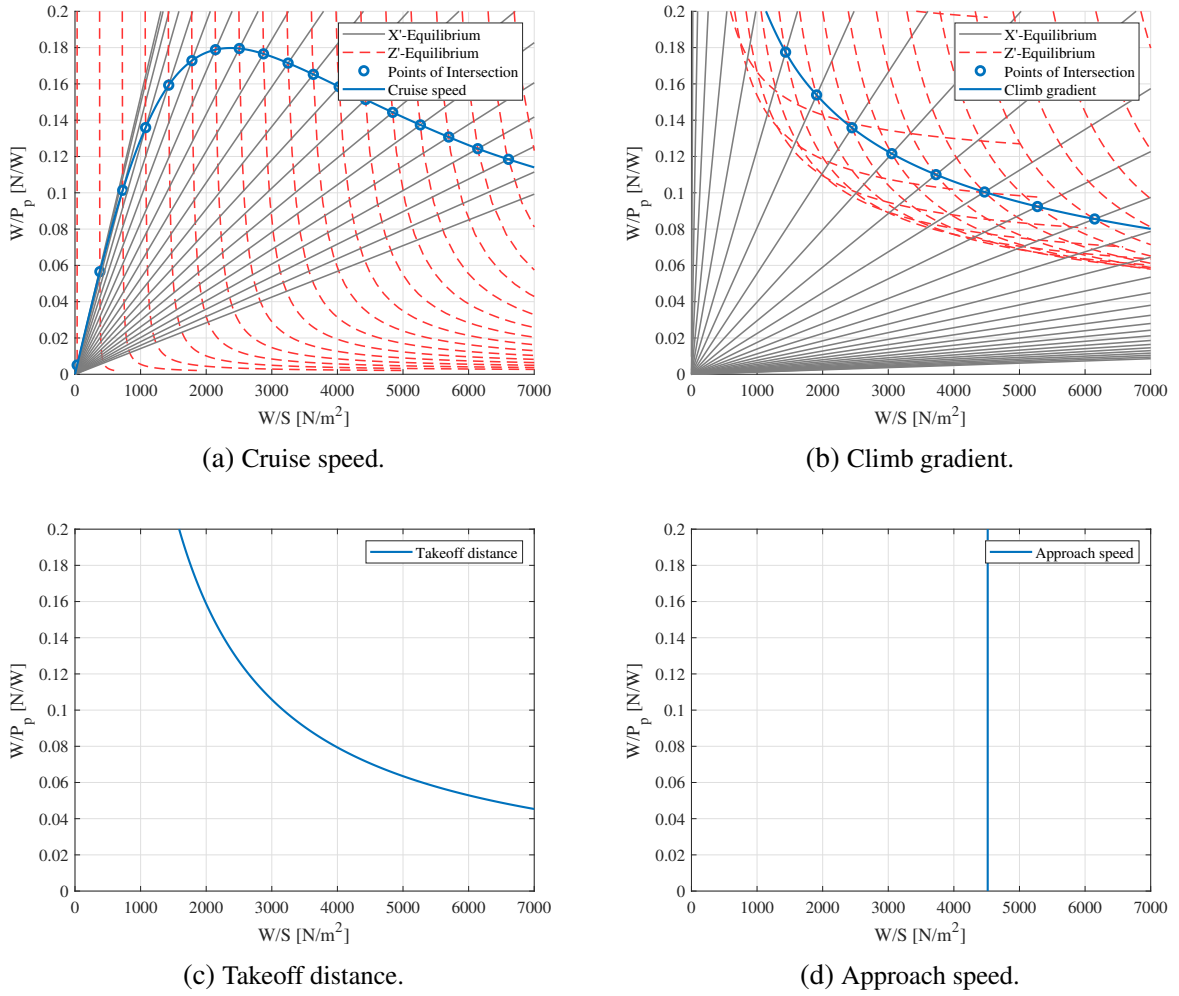 0.2
0.18
0.16
0.14
0.12
0.1
0.08
0.06
0.04
0.02
0
W/P_p [N/W]
X'-Equilibrium
Z'-Equilibrium
Points of Intersection
Cruise speed
0 1000 2000 3000 4000 5000 6000 7000
W/S [N/m²]
(a) Cruise speed.
0.2
0.18
0.16
0.14
0.12
0.1
0.08
0.06
0.04
0.02
0
W/P_p [N/W]
X'-Equilibrium
Z'-Equilibrium
Points of Intersection
Climb gradient
0 1000 2000 3000 4000 5000 6000 7000
W/S [N/m²]
(b) Climb gradient.
0.2
0.18
0.16
0.14
0.12
0.1
0.08
0.06
0.04
0.02
0
W/P_p [N/W]
Takeoff distance
0 1000 2000 3000 4000 5000 6000 7000
W/S [N/m²]
(c) Takeoff distance.
0.2
0.18
0.16
0.14
0.12
0.1
0.08
0.06
0.04
0.02
0
W/P_p [N/W]
Approach speed
0 1000 2000 3000 4000 5000 6000 7000
W/S [N/m²]
(d) Approach speed.